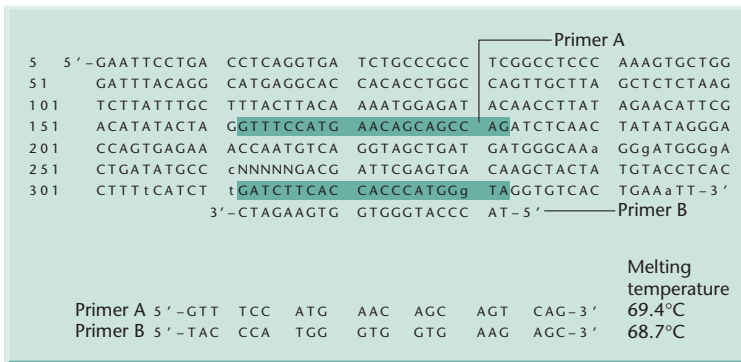 Primer A
5 5'–GAATTCCTGA CCTCAGGTGA TCTGCCCGCC TCGGCCTCCC AAAGTGCTGG
51 GATTTACAGG CATGAGGCAC CACACCTGGC CAGTTGCTTA GCTCTCTAAG
101 TCTTATTTGC TTTACTTACA AAATGGAGAT ACAACCTTAT AGAACATTCG
151 ACATATACTAG GTTTCCATG AACAGCAGCC AGATCTCAAC TATATAGGGA
201 CCAGTGAGAA ACCAATGTCA GGTAGCTGAT GATGGGCAAa GGgATGGGgA
251 CTGATATGCC cNNNNNGACG ATTCGAGTGA CAAGCTACTA TGTACCTCAC
301 CTTTtCATCT tGATCTTCAC CACCCATGGg TAGGTGTCAC TGAAaTT–3'
3'–CTAGAAGTG GTGGGTACCC AT–5' Primer B
Melting
temperature
Primer A 5'–GTT TCC ATG AAC AGC AGT CAG–3' 69.4°C
Primer B 5'–TAC CCA TGG GTG GTG AAG AGC–3' 68.7°C